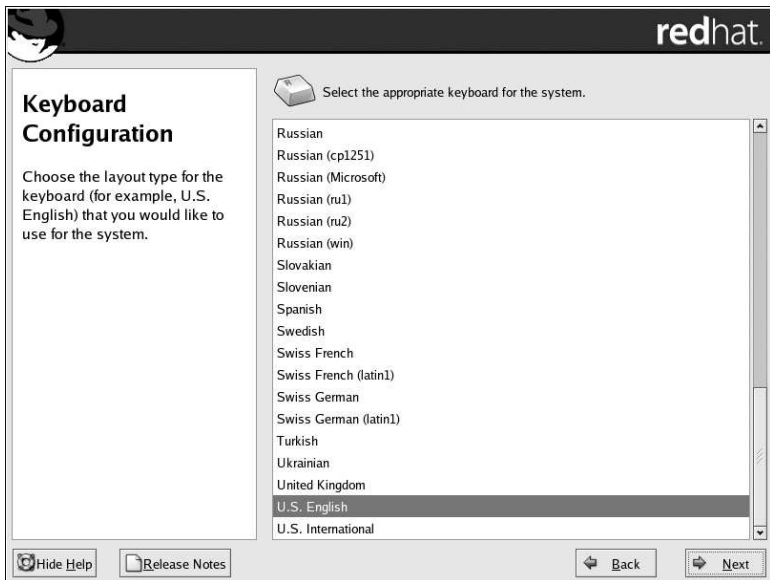 redhat.
Keyboard
Configuration
Choose the layout type for the
keyboard (for example, U.S.
English) that you would like to
use for the system.
Select the appropriate keyboard for the system.
Russian
Russian (cp1251)
Russian (Microsoft)
Russian (ru1)
Russian (ru2)
Russian (win)
Slovakian
Slovenian
Spanish
Swedish
Swiss French
Swiss French (latin1)
Swiss German
Swiss German (latin1)
Turkish
Ukrainian
United Kingdom
U.S. English
U.S. International
Hide Help
Release Notes
Back
Next